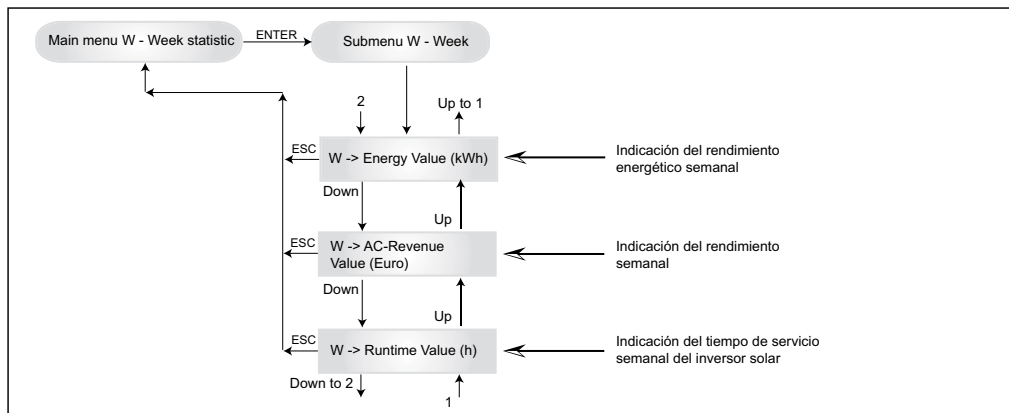 Main menu W - Week statistic
ENTER
Submenu W - Week
2
Up to 1
ESC
W -> Energy Value (kWh)
Indicación del rendimiento
energético semanal
Down
Up
ESC
W -> AC-Revenue
Value (Euro)
Indicación del rendimiento
semanal
Down
Up
ESC
W -> Runtime Value (h)
Indicación del tiempo de servicio
semanal del inversor solar
Down to 2
1